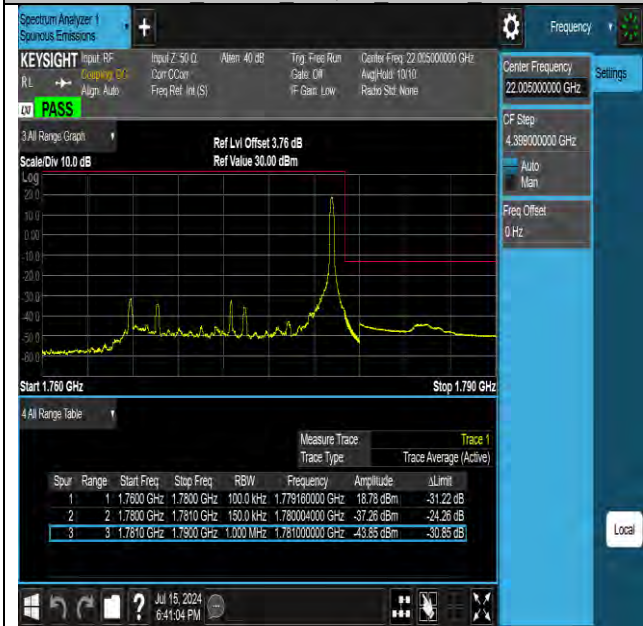 Spectrum Analyzer 1
Spurious Emissions
Frequency
KEYSIGHT Input: RF Input Z: 50 Ω Atten: 40 dB Trig: Free Run Center Freq: 22.005000000 GHz
RL Coupling: DC Corr CCorr Gate: Off Avg|Hold: 10/10
Align: Auto Freq Ref: Int (S) IF Gain: Low Radio Std: None
LXI PASS
Center Frequency
22.005000000 GHz
Settings
CF Step
4.399000000 GHz
Auto
Man
Freq Offset
0 Hz
3 All Range Graph
Ref Lvl Offset 3.76 dB
Scale/Div 10.0 dB Ref Value 30.00 dBm
Log
20.0
10.0
0.00
-10.0
-20.0
-30.0
-40.0
-50.0
-60.0
Start 1.760 GHz Stop 1.790 GHz
4 All Range Table
Measure Trace Trace 1
Trace Type Trace Average (Active)
Spur Range Start Freq Stop Freq RBW Frequency Amplitude ΔLimit
1 1 1.7600 GHz 1.7800 GHz 100.0 kHz 1.779160000 GHz 18.78 dBm -31.22 dB
2 2 1.7800 GHz 1.7810 GHz 150.0 kHz 1.780004000 GHz -37.26 dBm -24.26 dB
3 3 1.7810 GHz 1.7900 GHz 1.000 MHz 1.781000000 GHz -43.85 dBm -30.85 dB
Local
? Jul 15, 2024
6:41:04 PM